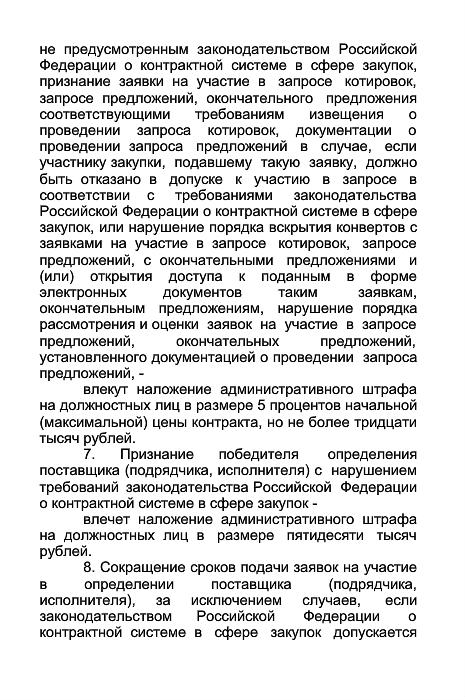 не предусмотренным законодательством Российской
Федерации о контрактной системе в сфере закупок,
признание заявки на участие в запросе котировок,
запросе предложений, окончательного предложения
соответствующими требованиям извещения о
проведении запроса котировок, документации о
проведении запроса предложений в случае, если
участнику закупки, подавшему такую заявку, должно
быть отказано в допуске к участию в запросе в
соответствии с требованиями законодательства
Российской Федерации о контрактной системе в сфере
закупок, или нарушение порядка вскрытия конвертов с
заявками на участие в запросе котировок, запросе
предложений, с окончательными предложениями и
(или) открытия доступа к поданным в форме
электронных документов таким заявкам,
окончательным предложениям, нарушение порядка
рассмотрения и оценки заявок на участие в запросе
предложений, окончательных предложений,
установленного документацией о проведении запроса
предложений, -
влекут наложение административного штрафа
на должностных лиц в размере 5 процентов начальной
(максимальной) цены контракта, но не более тридцати
тысяч рублей.
7. Признание победителя определения
поставщика (подрядчика, исполнителя) с нарушением
требований законодательства Российской Федерации
о контрактной системе в сфере закупок -
влечет наложение административного штрафа
на должностных лиц в размере пятидесяти тысяч
рублей.
8. Сокращение сроков подачи заявок на участие
в определении поставщика (подрядчика,
исполнителя), за исключением случаев, если
законодательством Российской Федерации о
контрактной системе в сфере закупок допускается